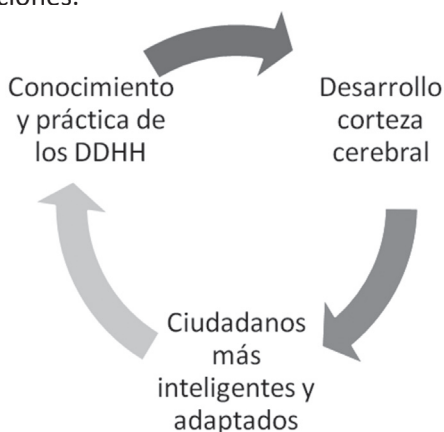 Conocimiento
y práctica de
los DDHH
Desarrollo
corteza
cerebral
Ciudadanos
más
inteligentes y
adaptados